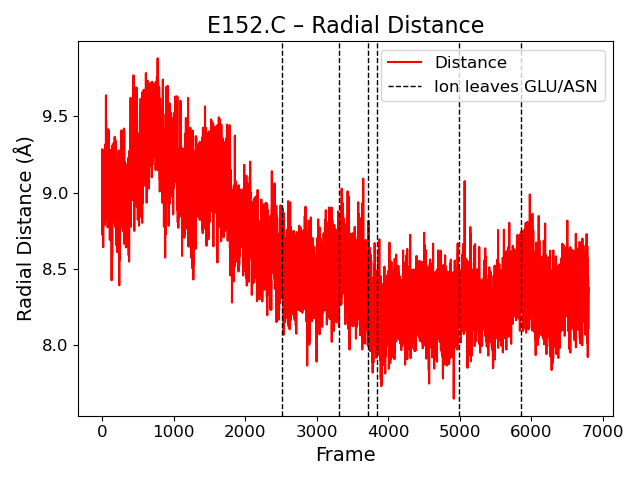 E152.C – Radial Distance
Distance
Ion leaves GLU/ASN
Radial Distance (Å)
9.5
9.0
8.5
8.0
0 1000 2000 3000 4000 5000 6000 7000
Frame